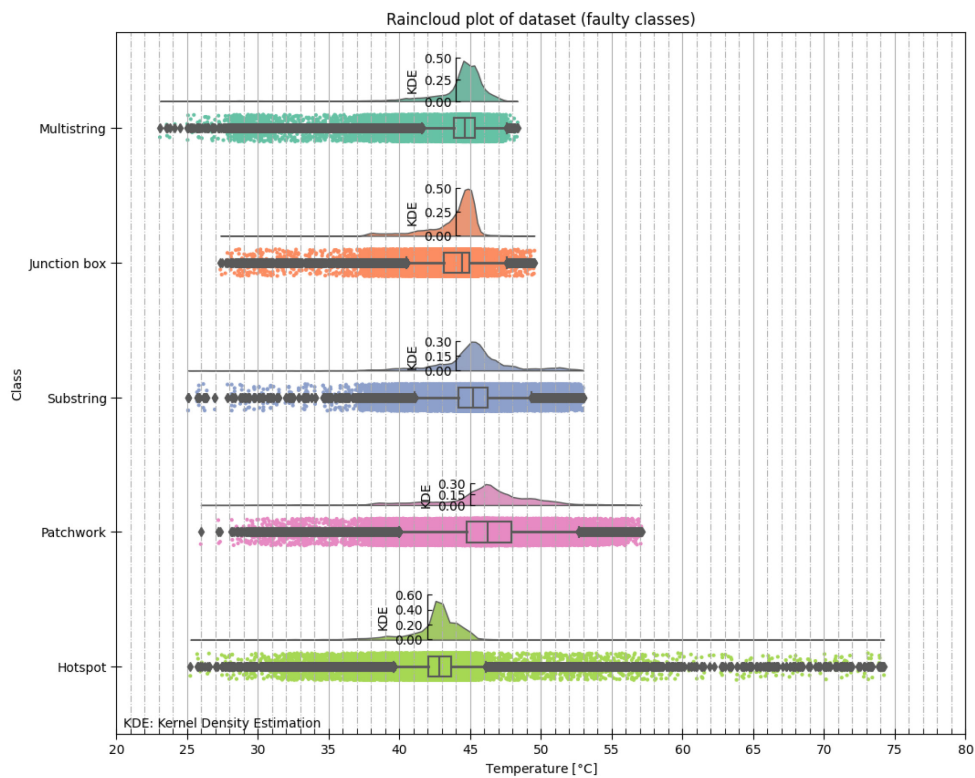 Raincloud plot of dataset (faulty classes)
Class
Multistring
KDE
0.50
0.25
0.00
Junction box
KDE
0.50
0.25
0.00
Substring
KDE
0.30
0.15
0.00
Patchwork
KDE
0.30
0.15
0.00
Hotspot
KDE
0.60
0.40
0.20
0.00
KDE: Kernel Density Estimation
20 25 30 35 40 45 50 55 60 65 70 75 80
Temperature [°C]